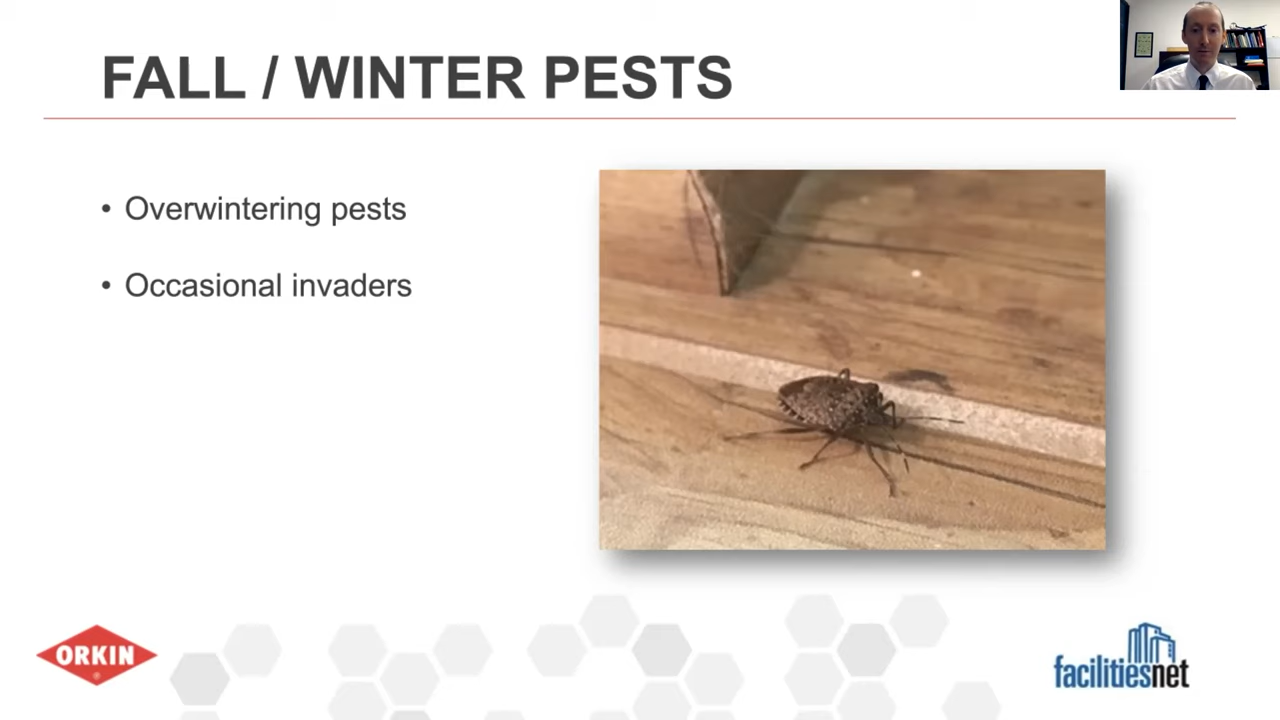 FALL / WINTER PESTS
• Overwintering pests
• Occasional invaders
ORKIN
facilitiesnet